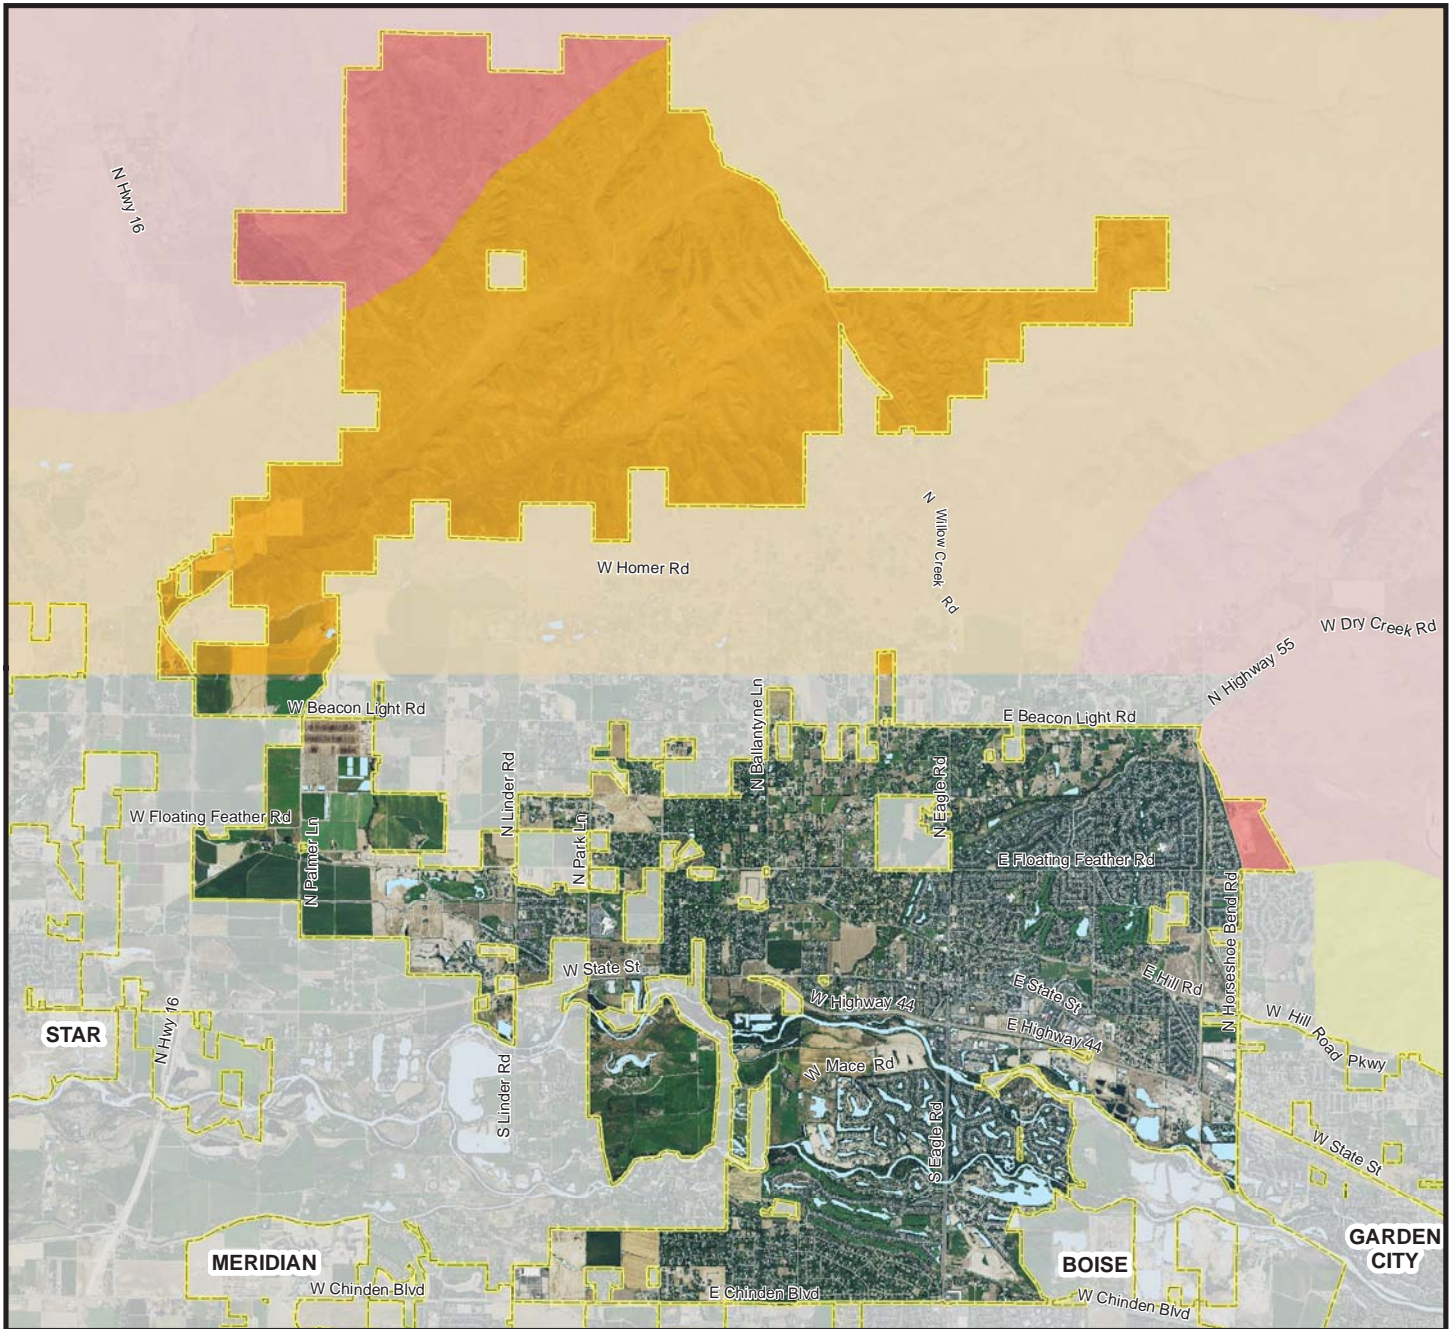 N Hwy 16
W Homer Rd
N Willow Creek Rd
W Dry Creek Rd
N Highway 55
W Beacon Light Rd
E Beacon Light Rd
N Ballantyne Ln
N Linder Rd
N Eagle Rd
W Floating Feather Rd
N Palmer Ln
N Park Ln
E Floating Feather Rd
N Horseshoe Bend Rd
W State St
E Hill Rd
E State St
W Highway 44
E Highway 44
W Hill Road Pkwy
STAR
N Hwy 16
S Linder Rd
W Mace Rd
S Eagle Rd
W State St
MERIDIAN
BOISE
GARDEN
CITY
W Chinden Blvd
E Chinden Blvd
W Chinden Blvd